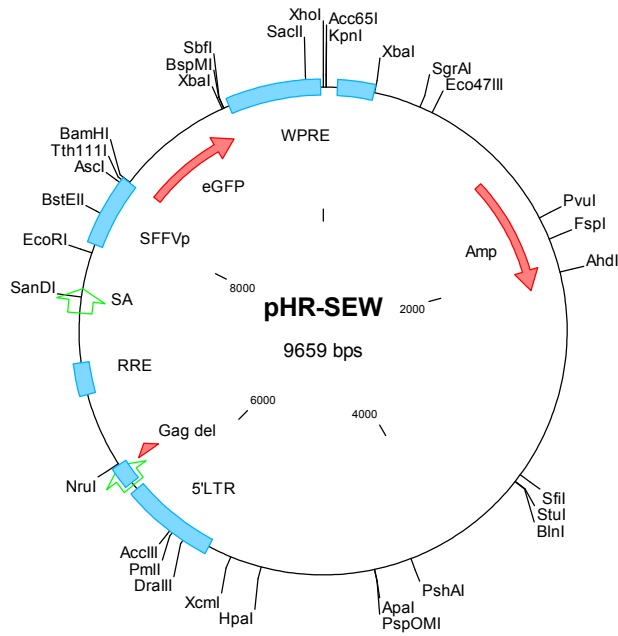 XhoI
Acc65I
KpnI
SacII
XbaI
SbfI
BspMI
XbaI
SgrAI
Eco47III
WPRE
BamHI
Tth111I
AscI
eGFP
BstEII
PvuI
FspI
EcoRI
SFFVp
Amp
AhdI
SanDI
SA
8000
pHR-SEW
2000
9659 bps
RRE
6000
4000
Gag del
NruI
5'LTR
SfiI
StuI
BlnI
AccIII
PmlI
DraIII
XcmI
HpaI
PshAI
ApaI
PspOMI